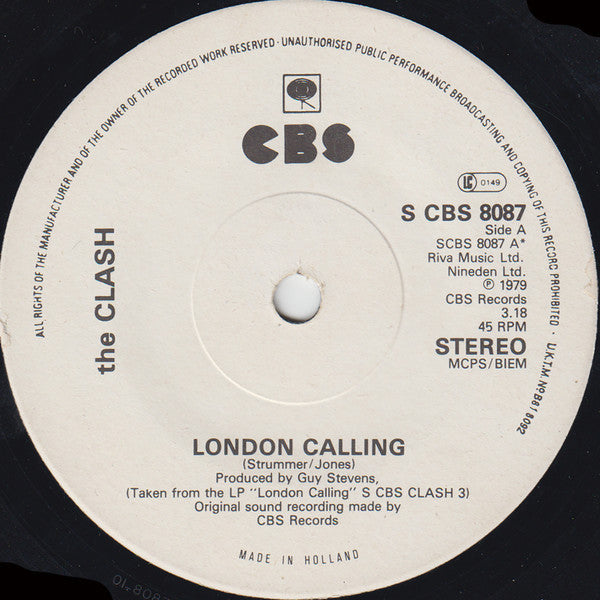 ALL RIGHTS OF THE MANUFACTURER AND OF THE OWNER OF THE RECORDED WORK RESERVED · UNAUTHORISED PUBLIC PERFORMANCE BROADCASTING AND COPYING OF THIS RECORD PROHIBITED · U.K.T.M. No B618092
CBS
the CLASH
LC 0149
S CBS 8087
Side A
SCBS 8087 A*
Riva Music Ltd.
Nineden Ltd.
℗ 1979
CBS Records
3.18
45 RPM
STEREO
MCPS/BIEM
LONDON CALLING
(Strummer/Jones)
Produced by Guy Stevens,
(Taken from the LP "London Calling" S CBS CLASH 3)
Original sound recording made by
CBS Records
MADE IN HOLLAND